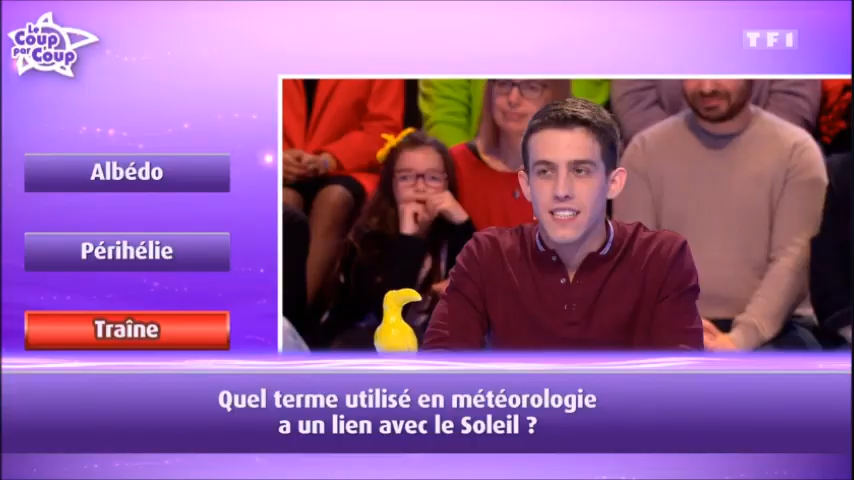 Le
Coup
par Coup
TF1
Albédo
Périhélie
Traîne
Quel terme utilisé en météorologie
a un lien avec le Soleil ?